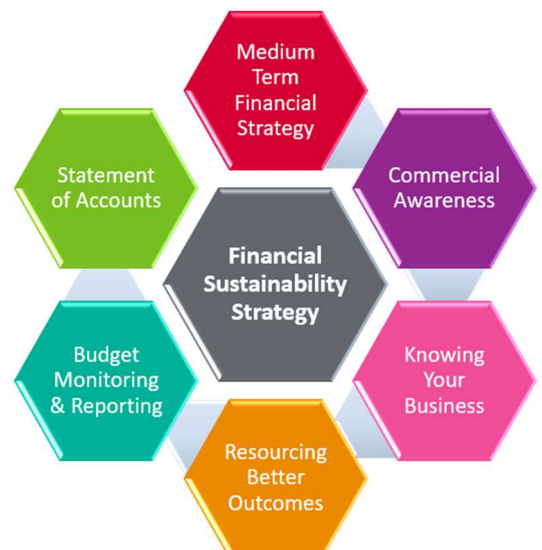 Medium
Term
Financial
Strategy
Commercial
Awareness
Knowing
Your
Business
Resourcing
Better
Outcomes
Budget
Monitoring
& Reporting
Statement
of Accounts
Financial
Sustainability
Strategy